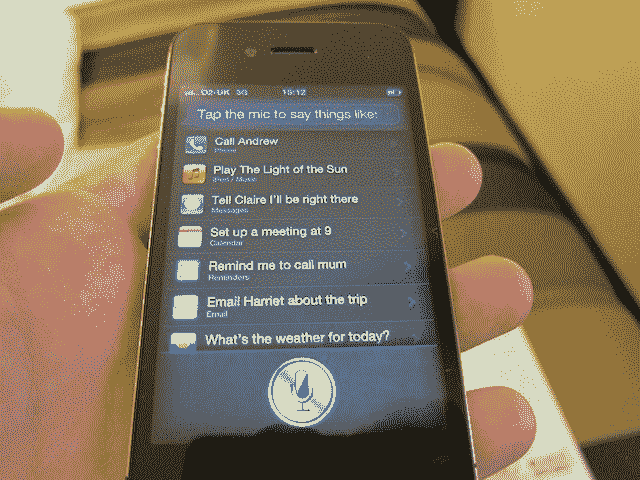 O2-UK 3G 15:12
Tap the mic to say things like:
Call Andrew
Phone
Play The Light of the Sun
iPod / Music
Tell Claire I'll be right there
Messages
Set up a meeting at 9
Calendar
Remind me to call mum
Reminders
Email Harriet about the trip
Email
What's the weather for today?